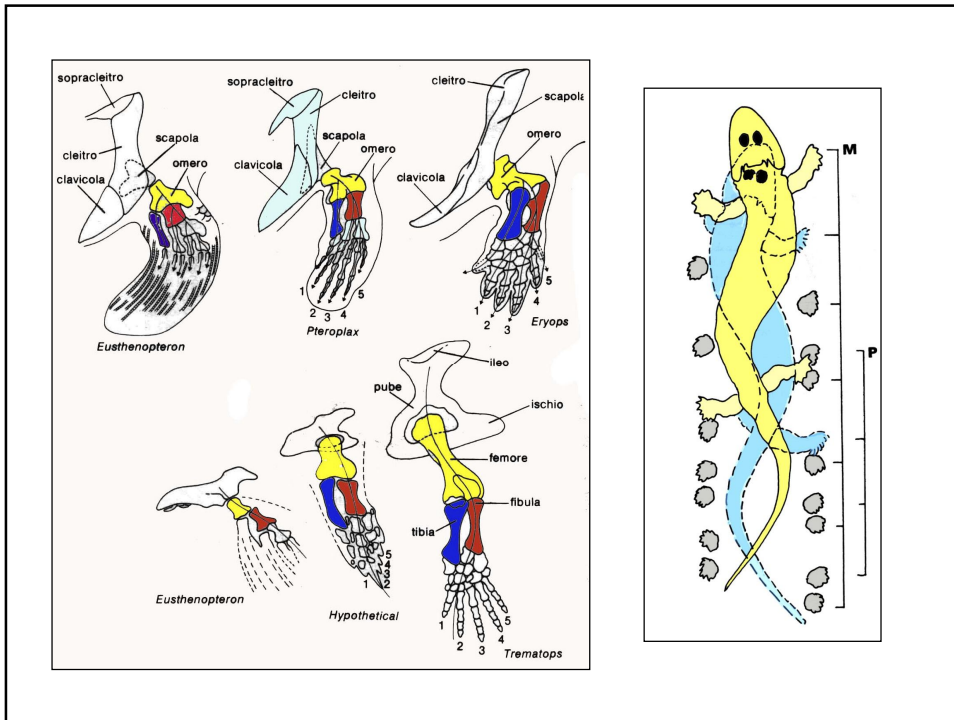 sopracleitro
cleitro
clavicola
scapola
omero
Eusthenopteron
sopracleitro
cleitro
scapola
omero
clavicola
1
2 3 4
5
Pteroplax
cleitro
scapola
omero
clavicola
1
2
3
4
5
Eryops
Eusthenopteron
5
4
3
2
1
Hypothetical
ileo
pube
ischio
femore
fibula
tibia
1
2
3
4
5
Trematops
M
P